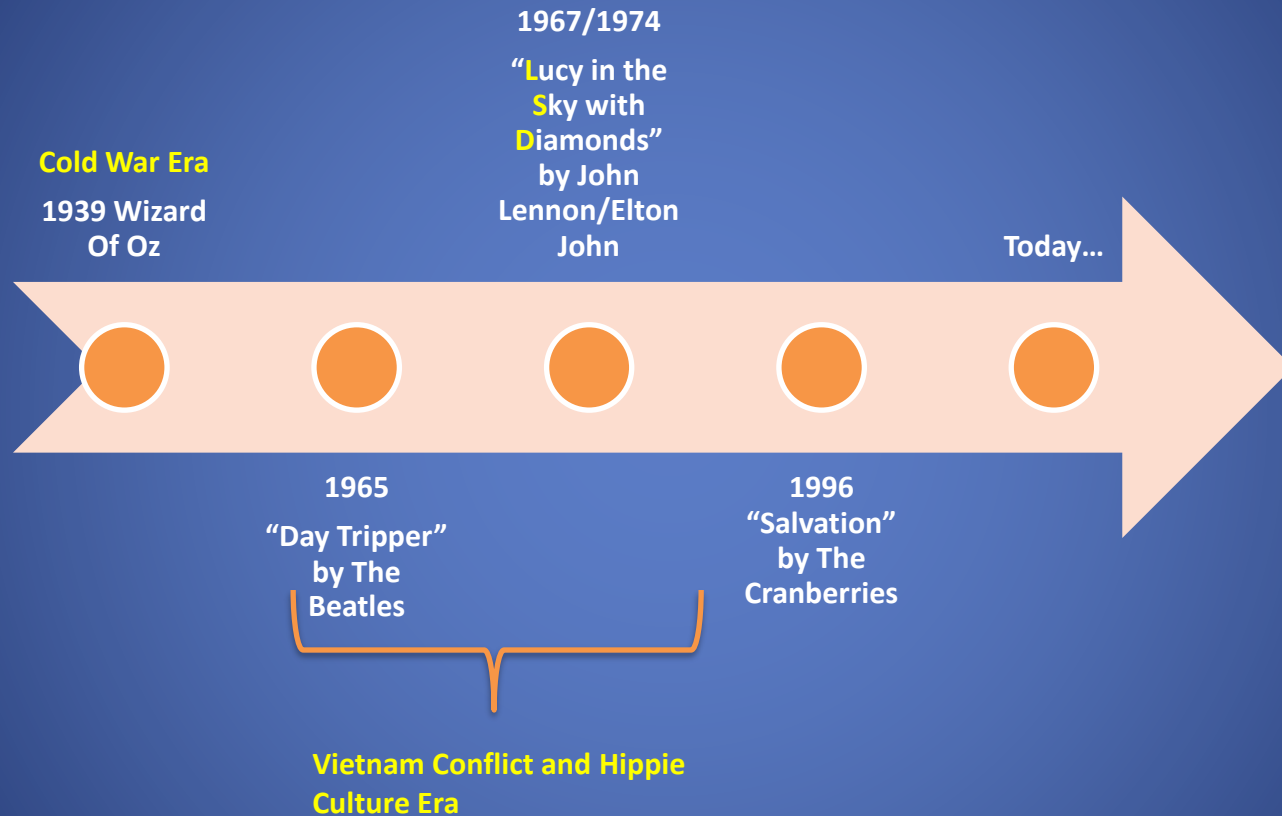 Cold War Era
1939 Wizard
Of Oz
1965
“Day Tripper”
by The
Beatles
1967/1974
“Lucy in the
Sky with
Diamonds”
by John
Lennon/Elton
John
1996
“Salvation”
by The
Cranberries
Today…
Vietnam Conflict and Hippie
Culture Era